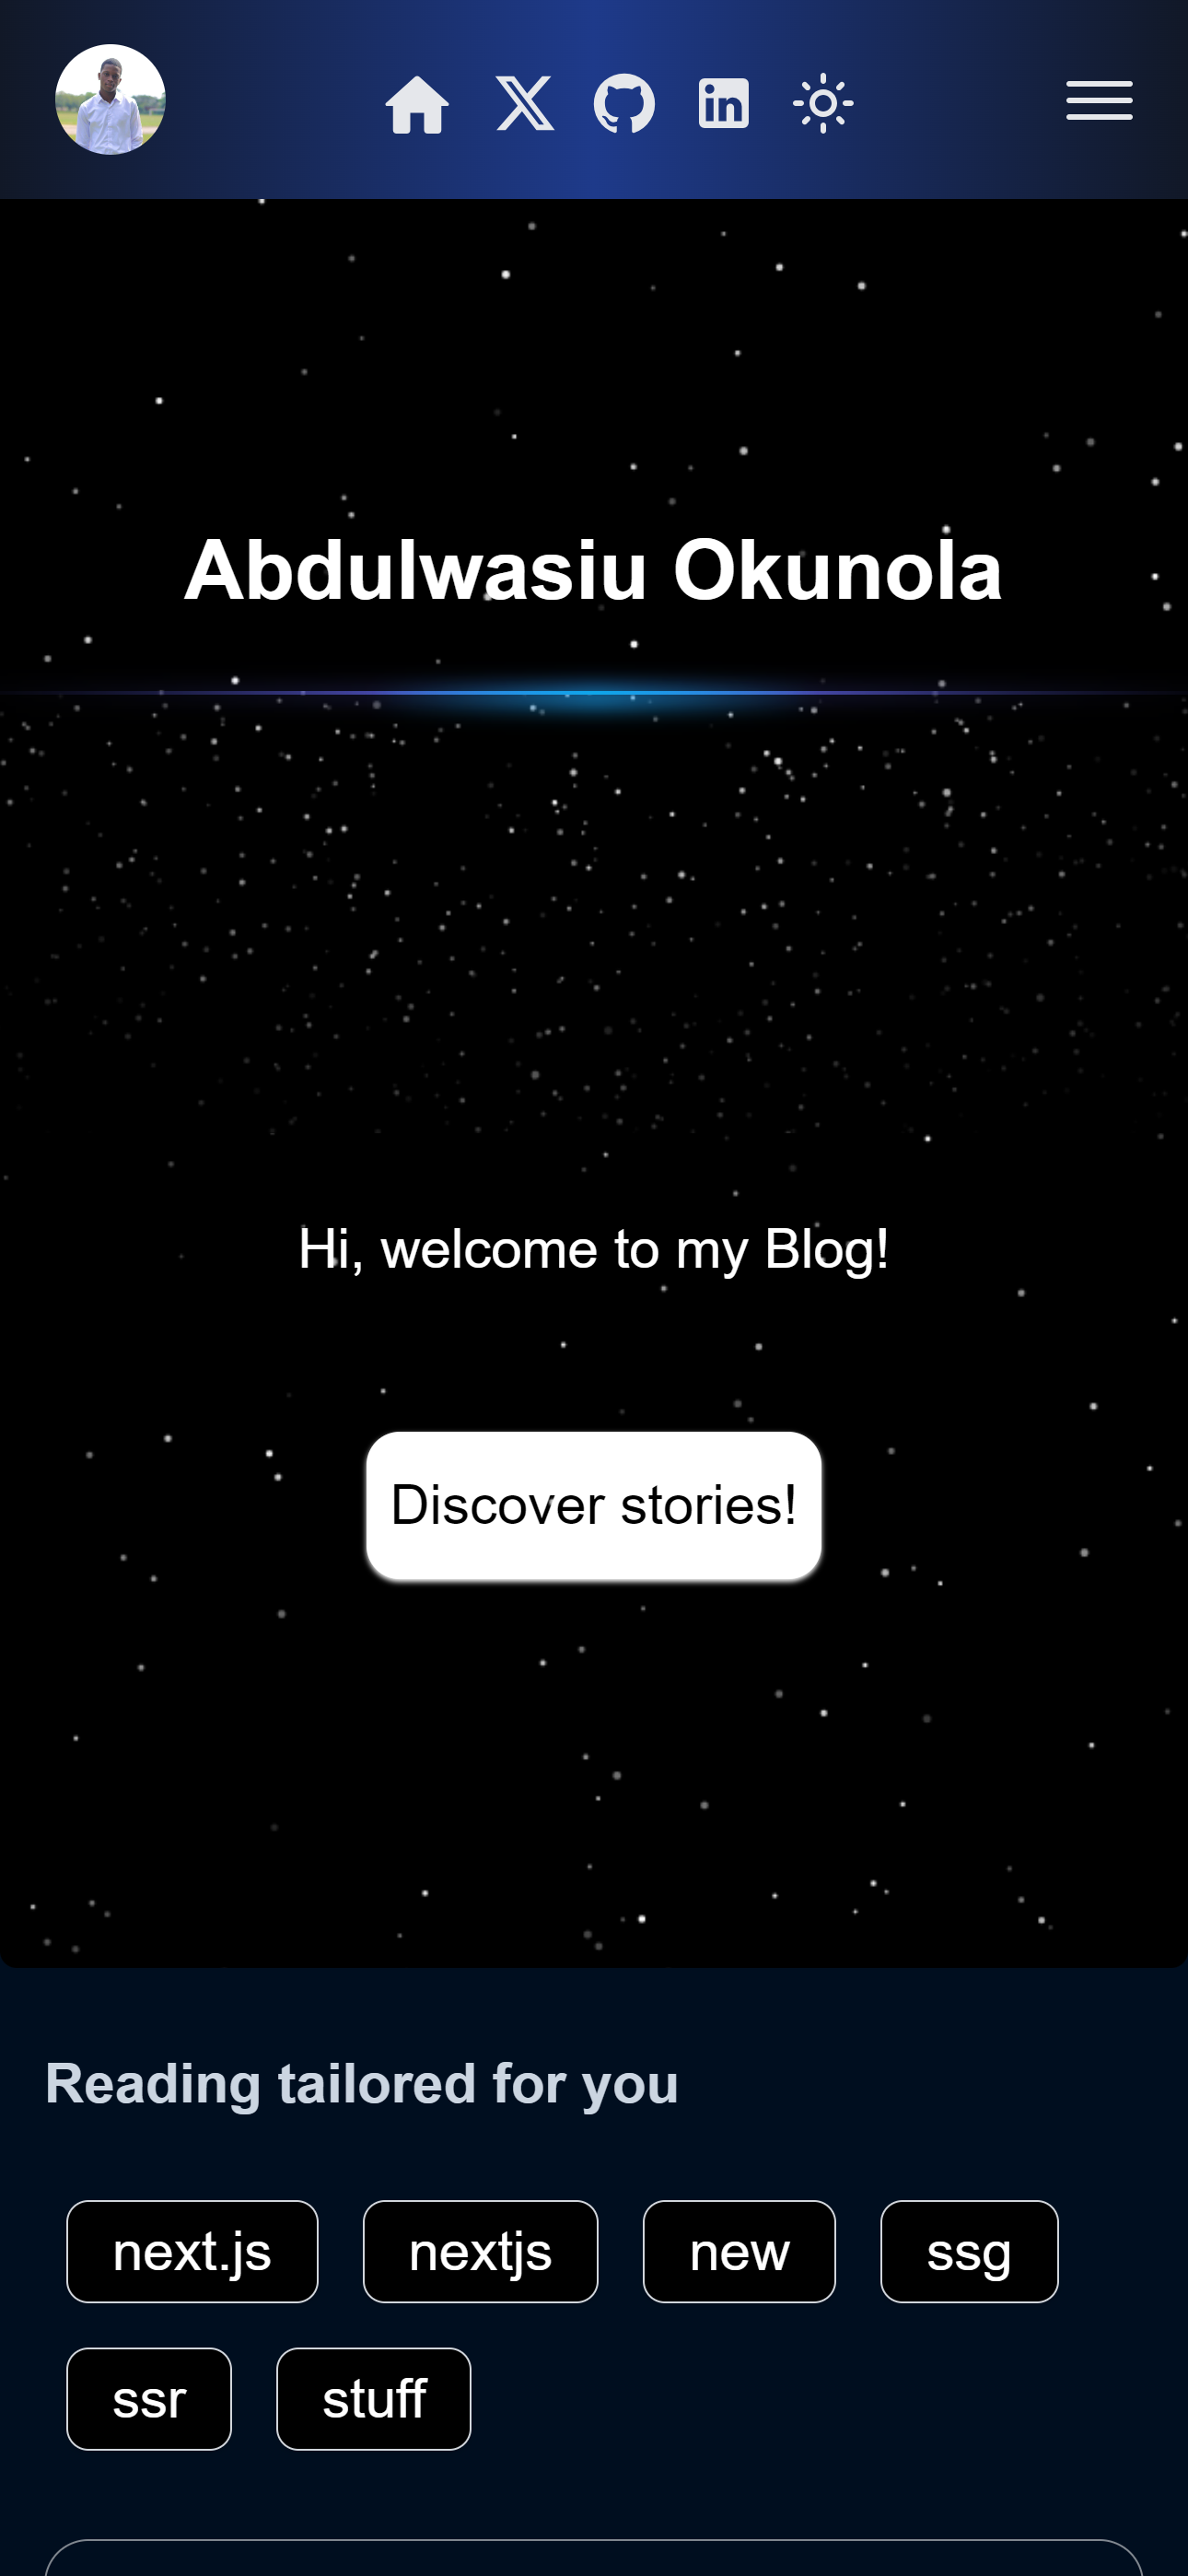 Abdulwasiu Okunola
Hi, welcome to my Blog!
Discover stories!
Reading tailored for you
next.js nextjs new ssg
ssr stuff